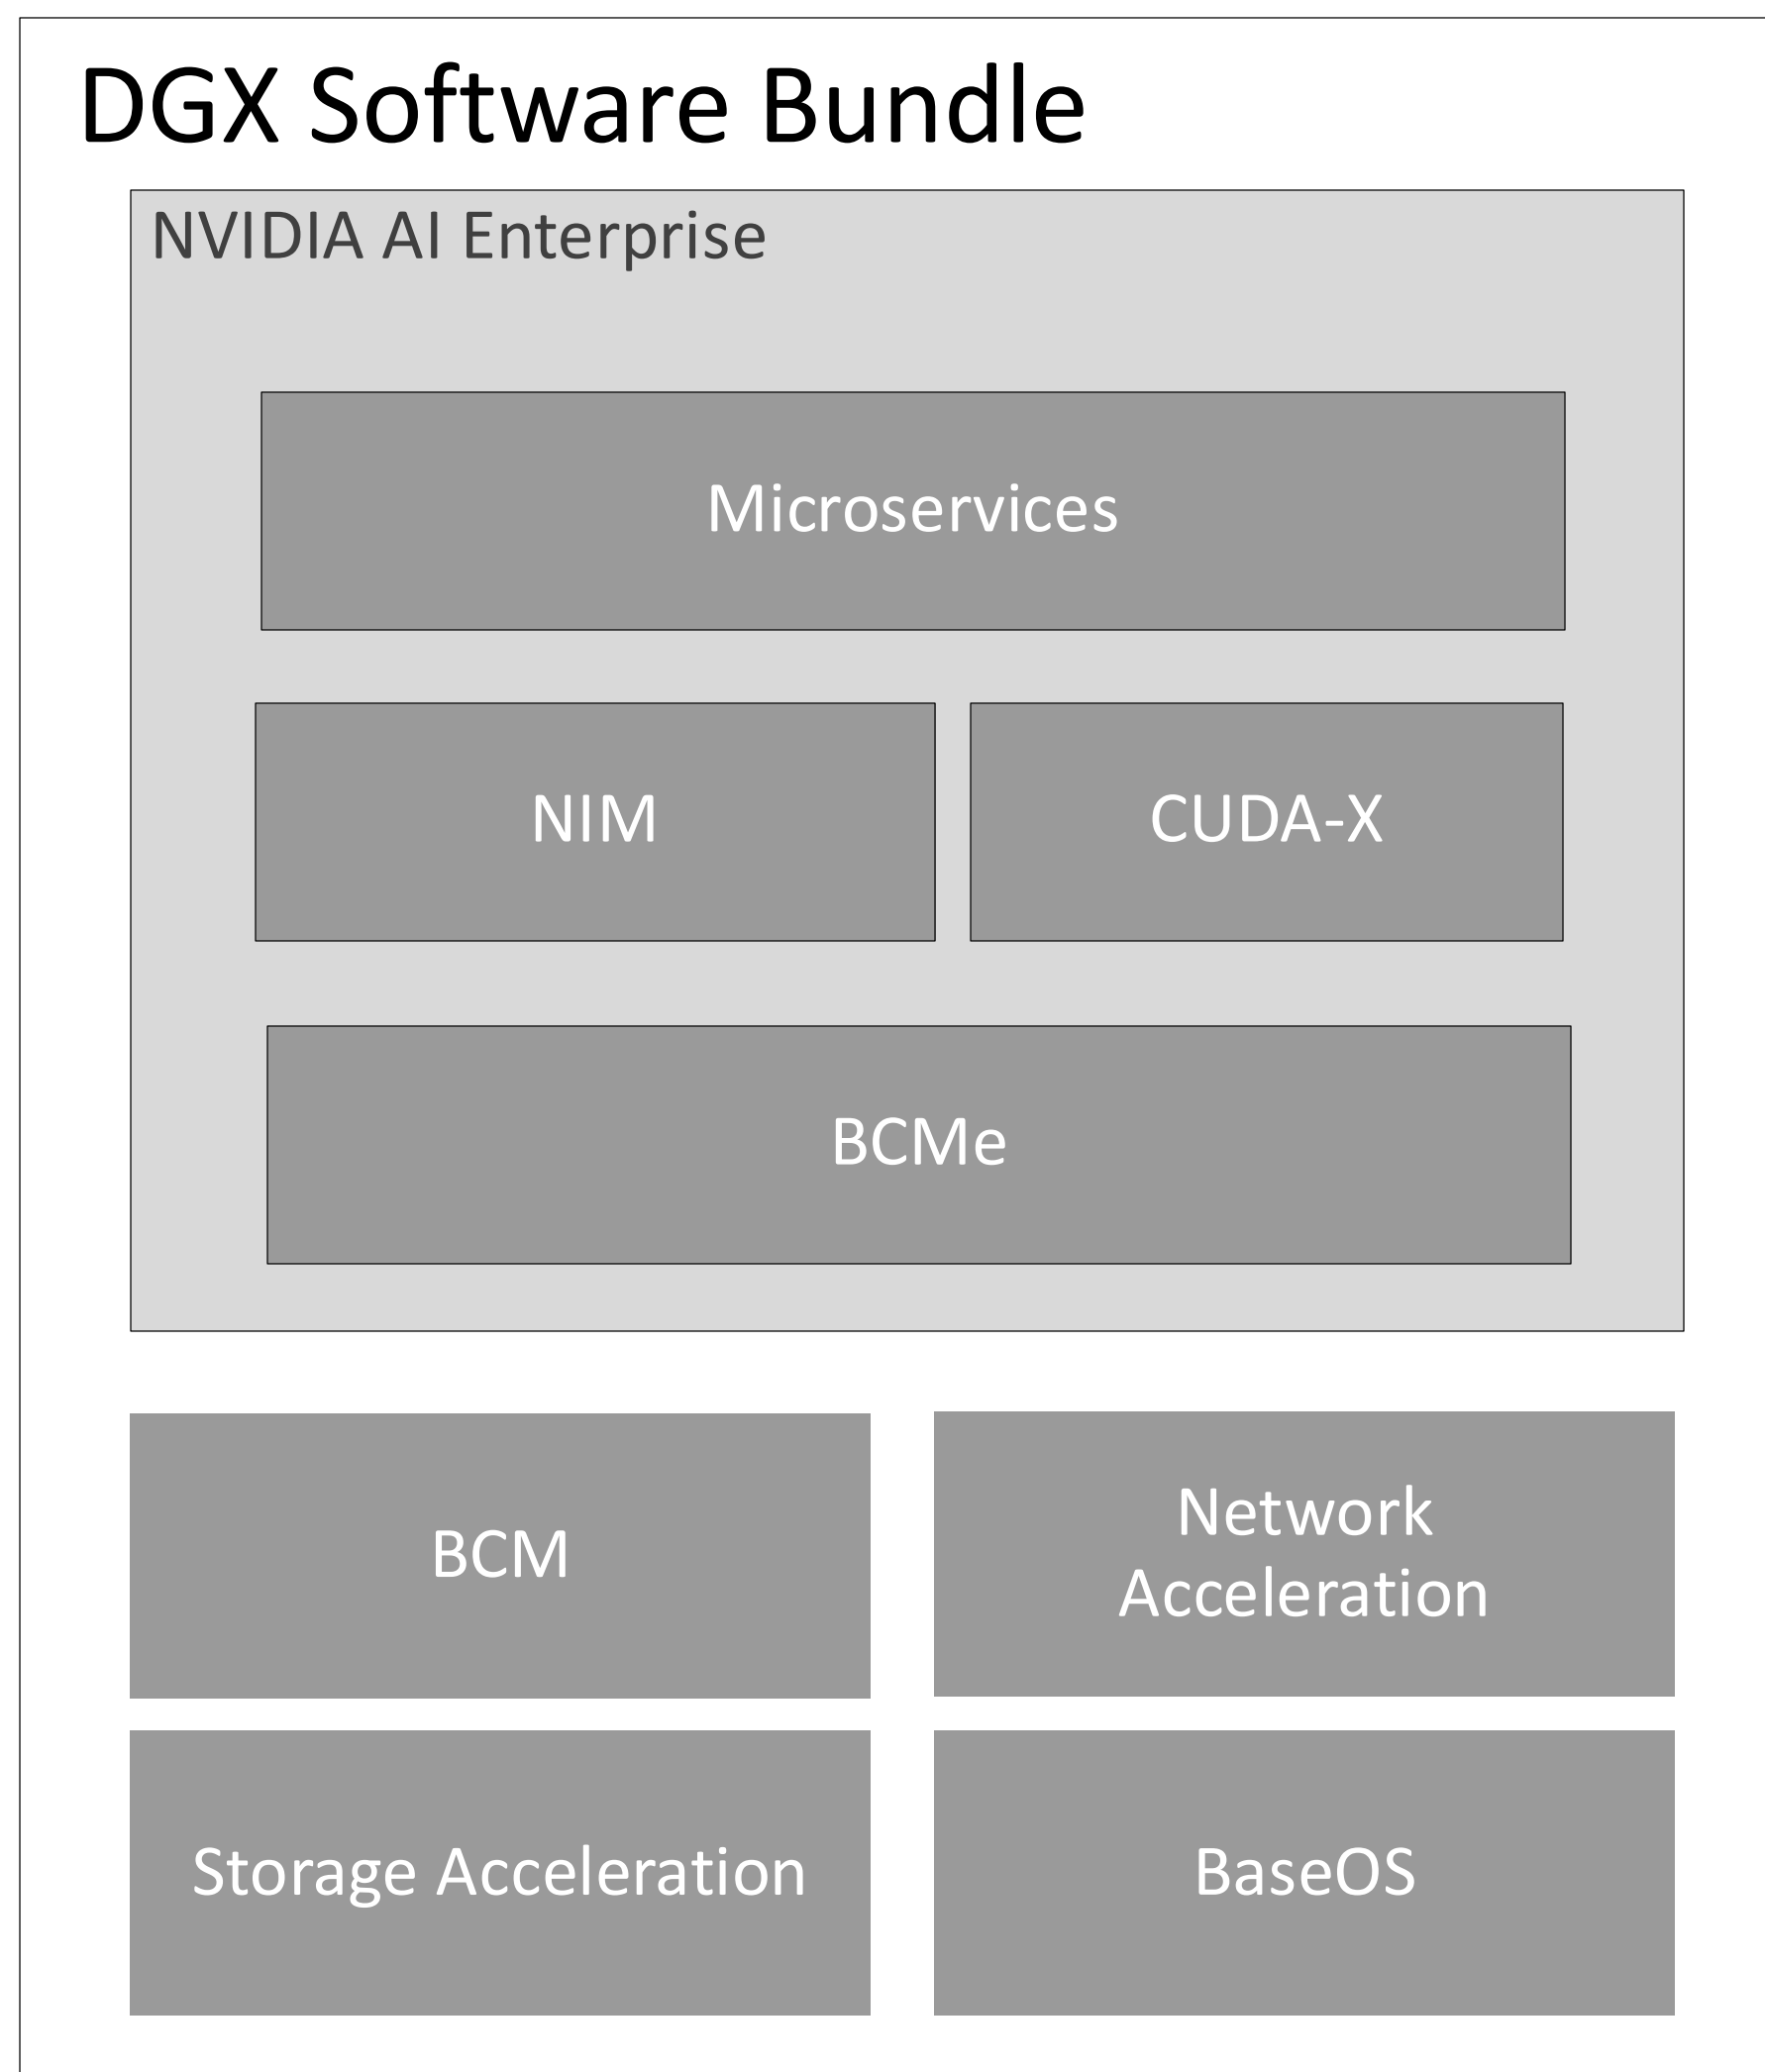 DGX Software Bundle
NVIDIA AI Enterprise
Microservices
NIM
CUDA-X
BCMe
BCM
Network
Acceleration
Storage Acceleration
BaseOS